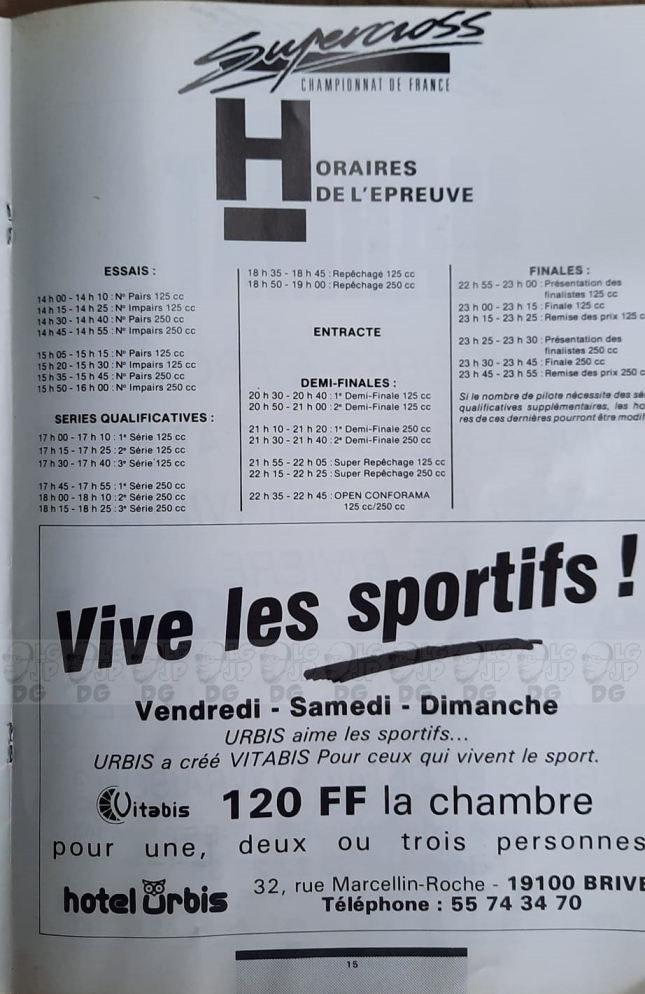 Supercross
CHAMPIONNAT DE FRANCE
HORAIRES
DE L'EPREUVE
ESSAIS :
14 h 00 - 14 h 10 : Nº Pairs 125 cc
14 h 15 - 14 h 25 : Nº Impairs 125 cc
14 h 30 - 14 h 40 : Nº Pairs 250 cc
14 h 45 - 14 h 55 : Nº Impairs 250 cc
15 h 05 - 15 h 15 : Nº Pairs 125 cc
15 h 20 - 15 h 30 : Nº Impairs 125 cc
15 h 35 - 15 h 45 : Nº Pairs 250 cc
15 h 50 - 16 h 00 : Nº Impairs 250 cc
SERIES QUALIFICATIVES :
17 h 00 - 17 h 10 : 1ᵉ Série 125 cc
17 h 15 - 17 h 25 : 2ᵉ Série 125 cc
17 h 30 - 17 h 40 : 3ᵉ Série 125 cc
17 h 45 - 17 h 55 : 1ᵉ Série 250 cc
18 h 00 - 18 h 10 : 2ᵉ Série 250 cc
18 h 15 - 18 h 25 : 3ᵉ Série 250 cc
18 h 35 - 18 h 45 : Repêchage 125 cc
18 h 50 - 19 h 00 : Repêchage 250 cc
ENTRACTE
DEMI-FINALES :
20 h 30 - 20 h 40 : 1ᵉ Demi-Finale 125 cc
20 h 50 - 21 h 00 : 2ᵉ Demi-Finale 125 cc
21 h 10 - 21 h 20 : 1ᵉ Demi-Finale 250 cc
21 h 30 - 21 h 40 : 2ᵉ Demi-Finale 250 cc
21 h 55 - 22 h 05 : Super Repêchage 125 cc
22 h 15 - 22 h 25 : Super Repêchage 250 cc
22 h 35 - 22 h 45 : OPEN CONFORAMA
125 cc/250 cc
FINALES :
22 h 55 - 23 h 00 : Présentation des
finalistes 125 cc
23 h 00 - 23 h 15 : Finale 125 cc
23 h 15 - 23 h 25 : Remise des prix 125 c
23 h 25 - 23 h 30 : Présentation des
finalistes 250 cc
23 h 30 - 23 h 45 : Finale 250 cc
23 h 45 - 23 h 55 : Remise des prix 250 c
Si le nombre de pilote nécessite des sé
qualificatives supplémentaires, les ho
res de ces dernières pourront être modif
Vive les sportifs !
LG JP DG
Vendredi - Samedi - Dimanche
URBIS aime les sportifs...
URBIS a créé VITABIS Pour ceux qui vivent le sport.
Vitabis 120 FF la chambre
pour une, deux ou trois personnes
hotel Urbis
32, rue Marcellin-Roche - 19100 BRIVE
Téléphone : 55 74 34 70
15